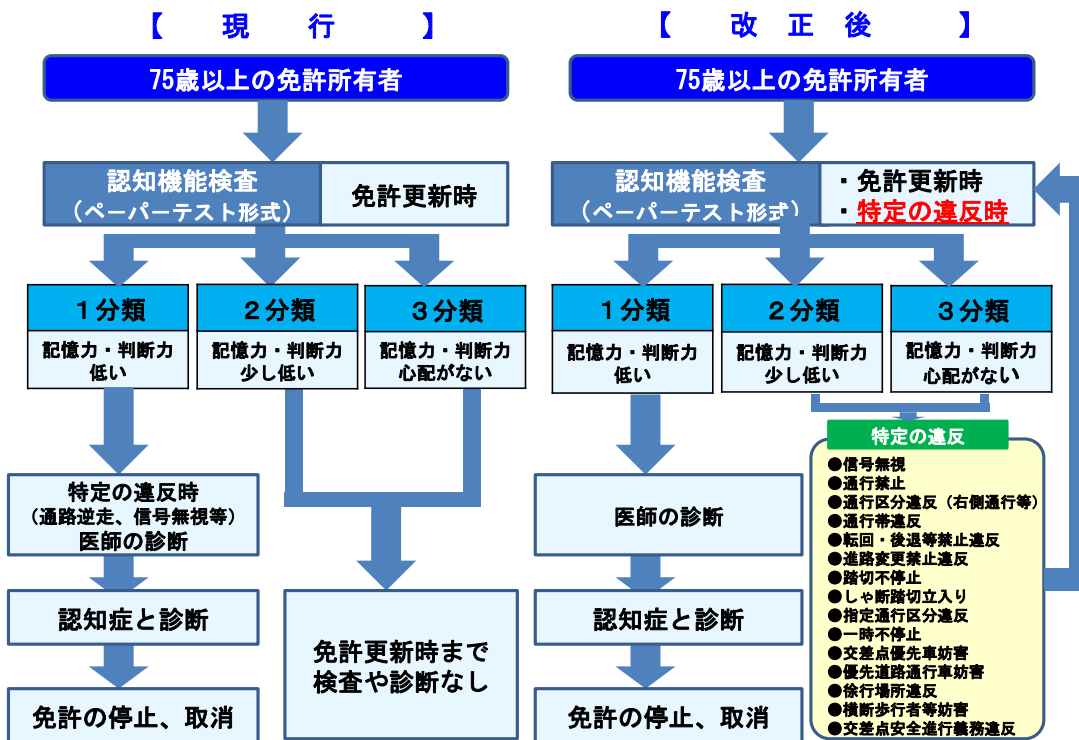 【 現 行 】
75歳以上の免許所有者
認知機能検査
(ペーパーテスト形式)
免許更新時
1分類
記憶力・判断力
低い
2分類
記憶力・判断力
少し低い
3分類
記憶力・判断力
心配がない
特定の違反時
(通路逆走、信号無視等)
医師の診断
認知症と診断
免許の停止、取消
免許更新時まで
検査や診断なし
【 改 正 後 】
75歳以上の免許所有者
認知機能検査
(ペーパーテスト形式)
・免許更新時
・特定の違反時
1分類
記憶力・判断力
低い
2分類
記憶力・判断力
少し低い
3分類
記憶力・判断力
心配がない
医師の診断
認知症と診断
免許の停止、取消
特定の違反
●信号無視
●通行禁止
●通行区分違反（右側通行等）
●通行帯違反
●転回・後退等禁止違反
●進路変更禁止違反
●踏切不停止
●しゃ断踏切立入り
●指定通行区分違反
●一時不停止
●交差点優先車妨害
●優先道路通行車妨害
●徐行場所違反
●横断歩行者等妨害
●交差点安全進行義務違反